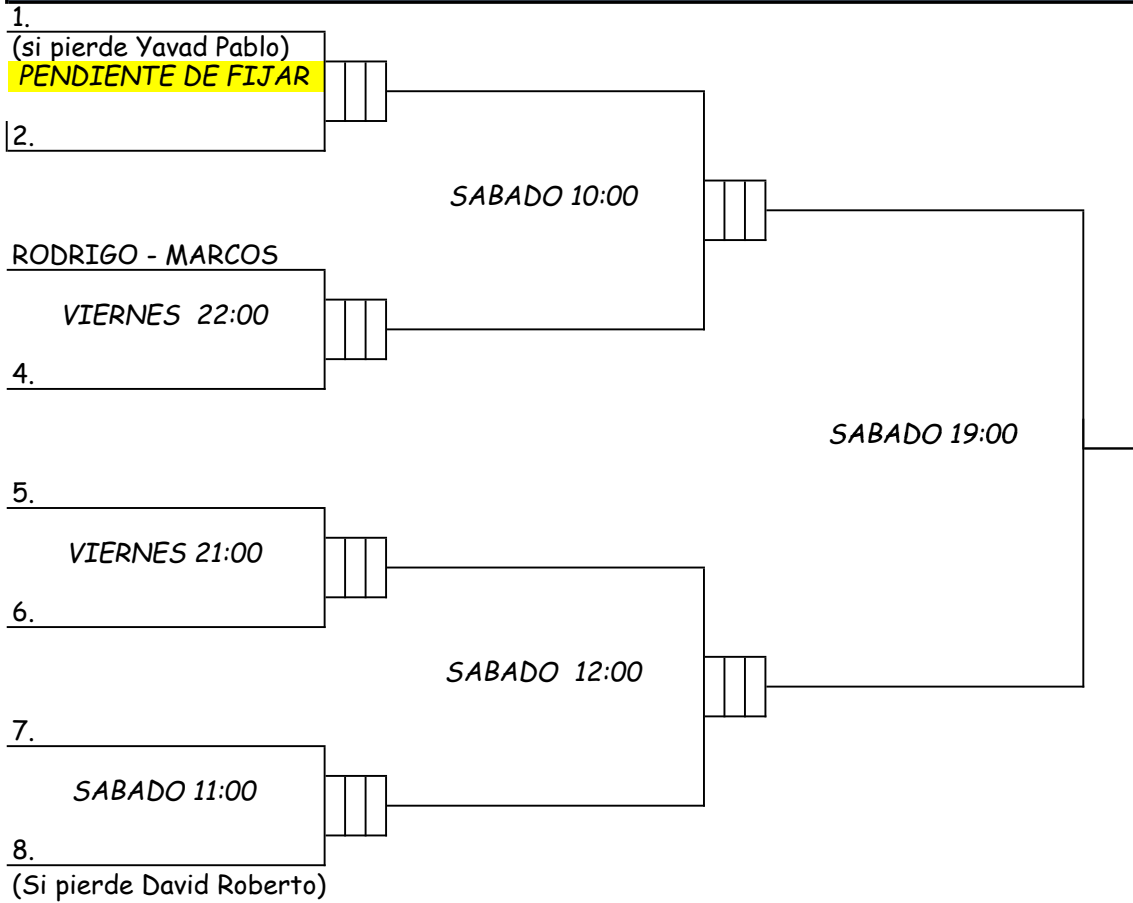 1.
(si pierde Yavad Pablo)
PENDIENTE DE FIJAR
2.
SABADO 10:00
RODRIGO - MARCOS
VIERNES 22:00
4.
SABADO 19:00
5.
VIERNES 21:00
6.
SABADO 12:00
7.
SABADO 11:00
8.
(Si pierde David Roberto)